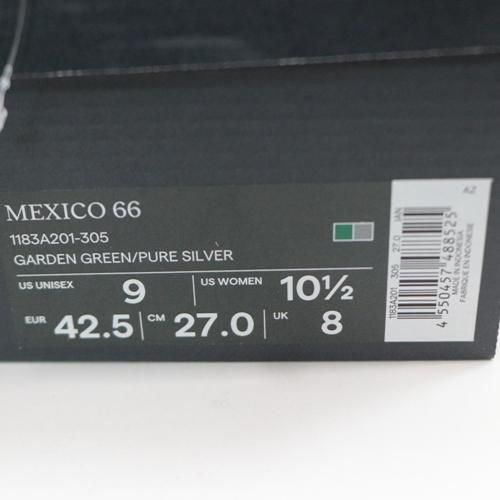 MEXICO 66
1183A201-305
GARDEN GREEN/PURE SILVER
US UNISEX 9 US WOMEN 10½
EUR 42.5 CM 27.0 UK 8
1183A201 .305 27.0 JAN
4 550457 488525
MADE IN INDONESIA
FABRIQUE EN INDONESIE